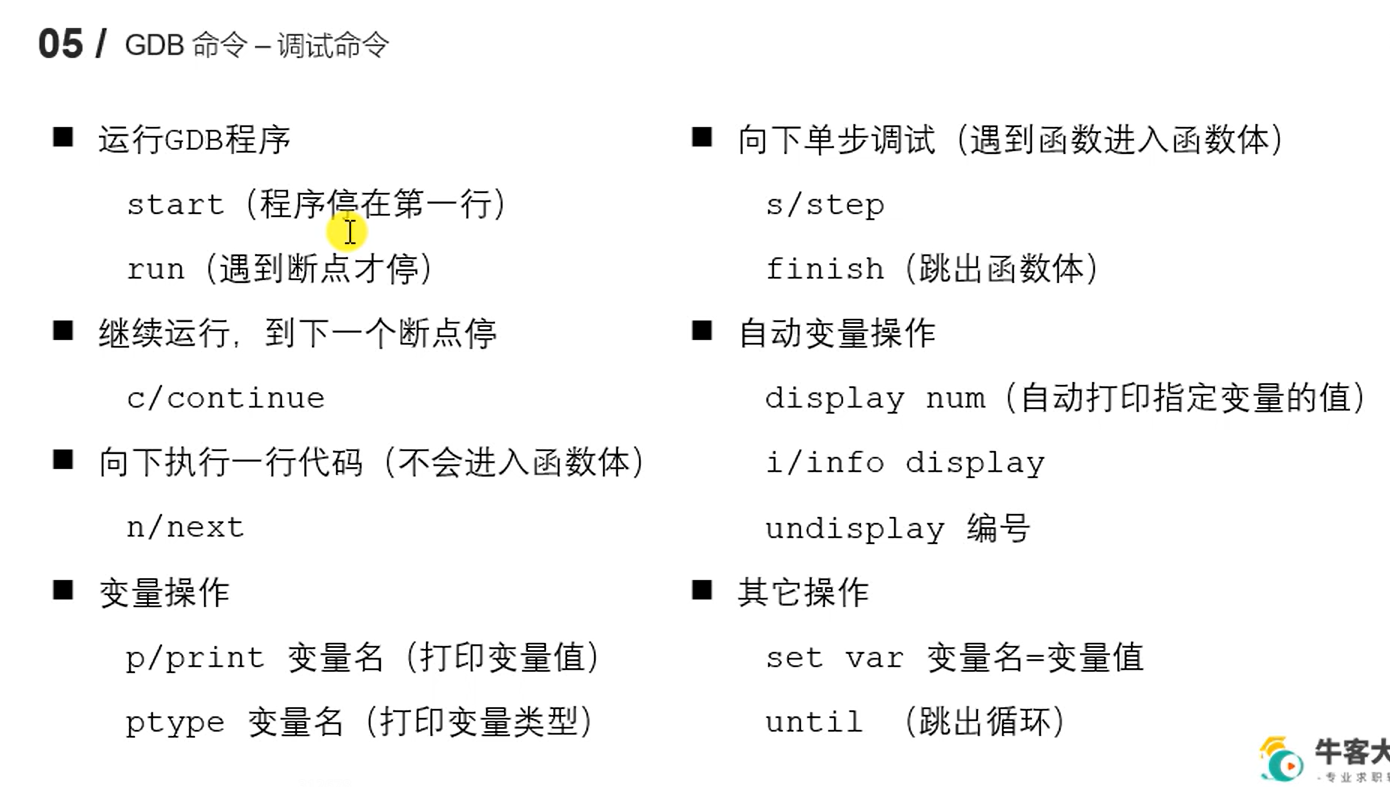 05 / GDB 命令 – 调试命令
■ 运行GDB程序
start（程序停在第一行）
run（遇到断点才停）
■ 继续运行，到下一个断点停
c/continue
■ 向下执行一行代码（不会进入函数体）
n/next
■ 变量操作
p/print 变量名（打印变量值）
ptype 变量名（打印变量类型）
■ 向下单步调试（遇到函数进入函数体）
s/step
finish（跳出函数体）
■ 自动变量操作
display num（自动打印指定变量的值）
i/info display
undisplay 编号
■ 其它操作
set var 变量名=变量值
until （跳出循环）
牛客大
-专业求职